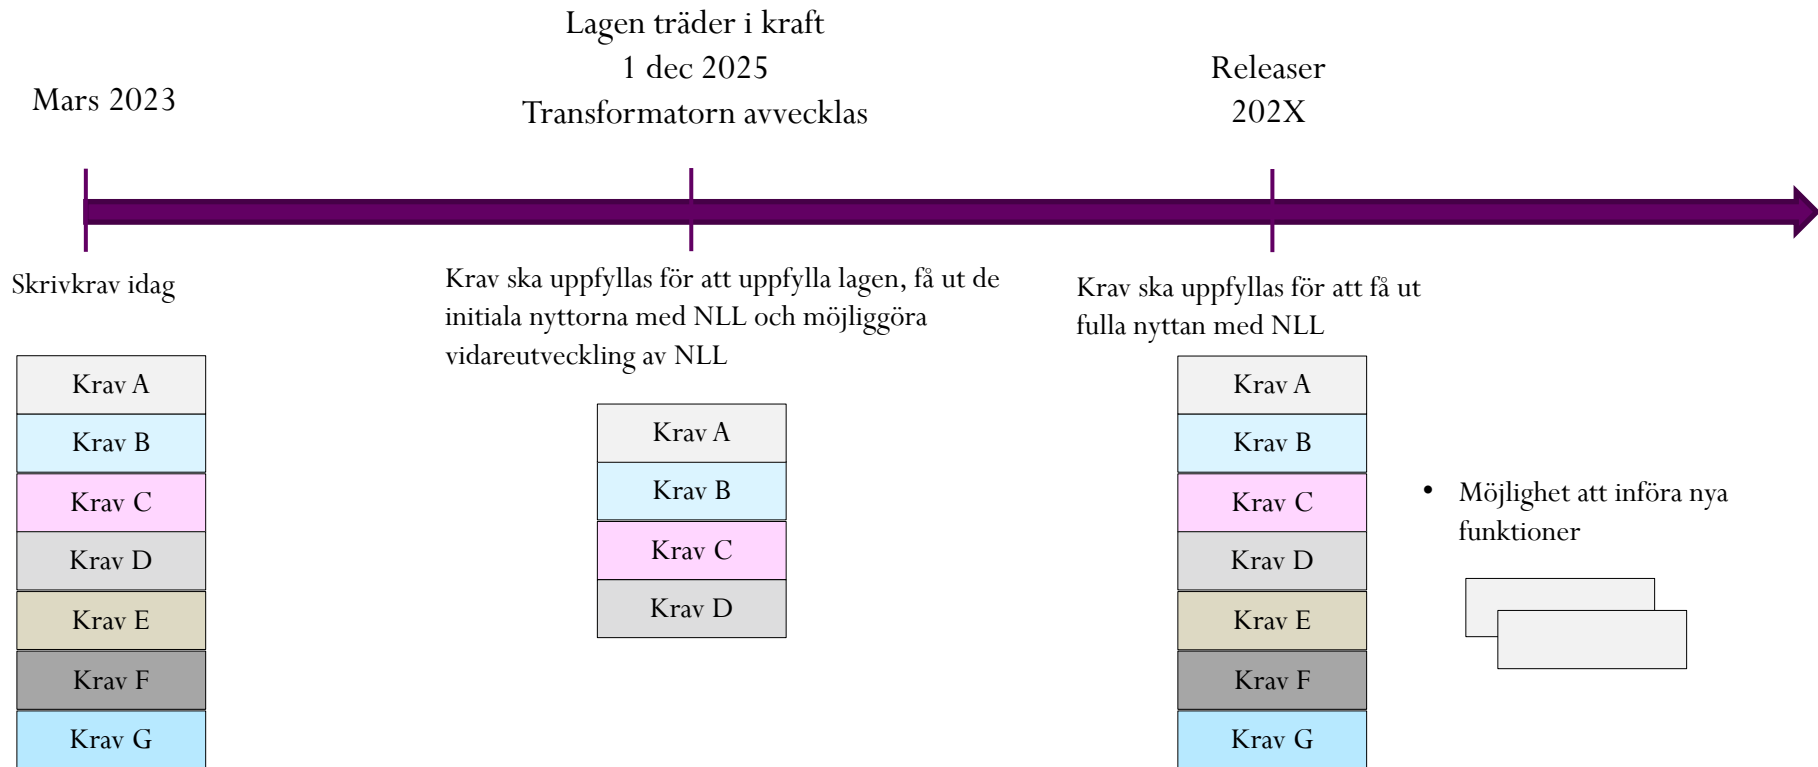 Mars 2023
Lagen träder i kraft
1 dec 2025
Transformatorn avvecklas
Releaser
202X
Skrivkrav idag
Krav A
Krav B
Krav C
Krav D
Krav E
Krav F
Krav G
Krav ska uppfyllas för att uppfylla lagen, få ut de
initiala nyttorna med NLL och möjliggöra
vidareutveckling av NLL
Krav A
Krav B
Krav C
Krav D
Krav ska uppfyllas för att få ut
fulla nyttan med NLL
Krav A
Krav B
Krav C
Krav D
Krav E
Krav F
Krav G
• Möjlighet att införa nya
funktioner